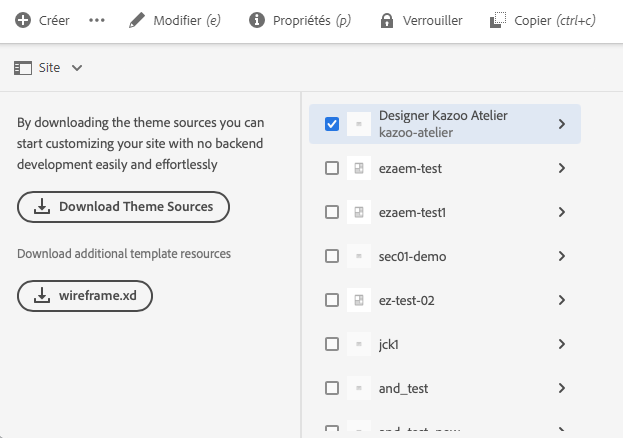 Créer
Modifier (e)
Propriétés (p)
Verrouiller
Copier (ctrl+c)
Site
By downloading the theme sources you can
start customizing your site with no backend
development easily and effortlessly
Download Theme Sources
Download additional template resources
wireframe.xd
Designer Kazoo Atelier
kazoo-atelier
ezaem-test
ezaem-test1
sec01-demo
ez-test-02
jck1
and_test